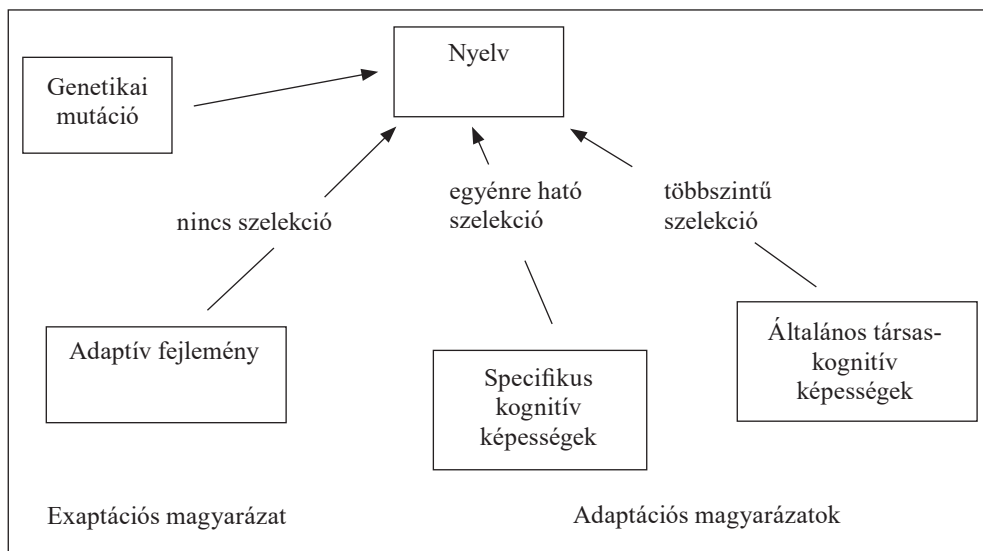 Nyelv
Genetikai
mutáció
nincs szelekció
egyénre ható
szelekció
többszintű
szelekció
Adaptív fejlemény
Specifikus
kognitív
képességek
Általános társas-
kognitív
képességek
Exaptációs magyarázat
Adaptációs magyarázatok